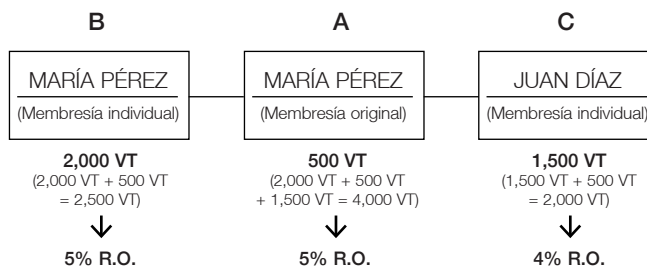 B
MARÍA PÉREZ
(Membresía individual)
2,000 VT
(2,000 VT + 500 VT
= 2,500 VT)
5% R.O.
A
MARÍA PÉREZ
(Membresía original)
500 VT
(2,000 VT + 500 VT
+ 1,500 VT = 4,000 VT)
5% R.O.
C
JUAN DÍAZ
(Membresía individual)
1,500 VT
(1,500 VT + 500 VT
= 2,000 VT)
4% R.O.